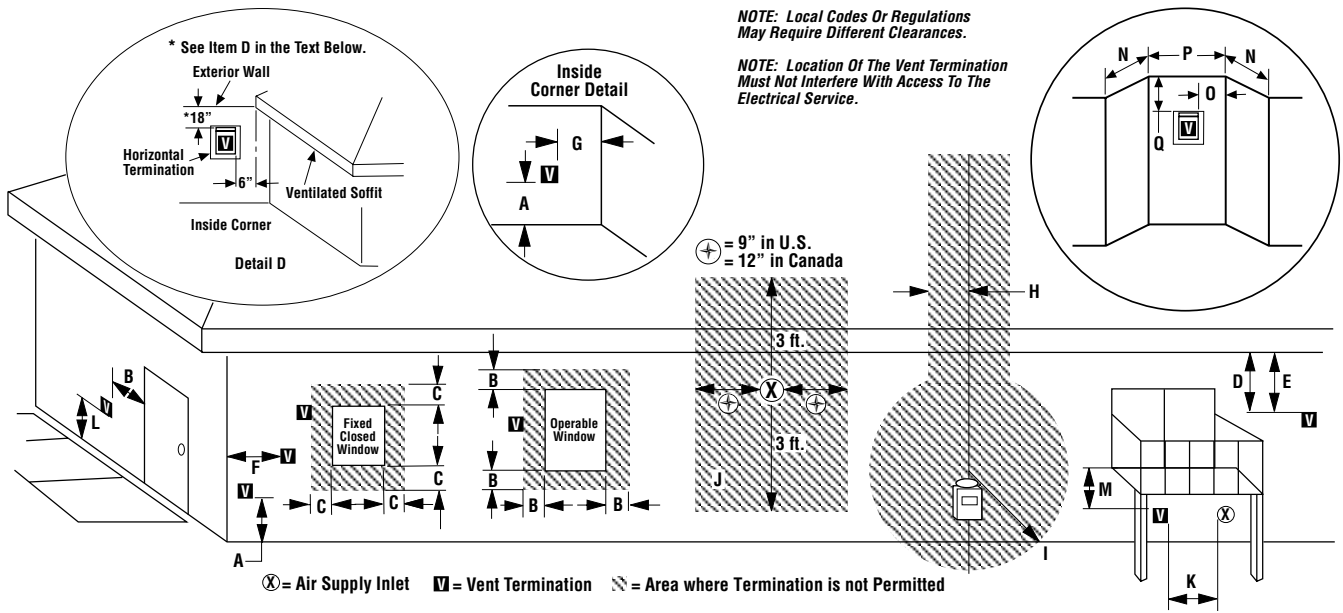 * See Item D in the Text Below.
Exterior Wall
*18”
V
Horizontal
Termination
6”
Ventilated Soffit
Inside Corner
Detail D
Inside
Corner Detail
G
V
A
NOTE: Local Codes Or Regulations
May Require Different Clearances.
NOTE: Location Of The Vent Termination
Must Not Interfere With Access To The
Electrical Service.
N
P
N
O
V
Q
= 9” in U.S.
= 12” in Canada
H
3 ft.
X
3 ft.
J
B
V
L
F
V
V
A
V
C
Fixed
Closed
Window
C
C
C
B
V
Operable
Window
B
B
B
I
D
E
V
M
V
X
K
X = Air Supply Inlet
V = Vent Termination
= Area where Termination is not Permitted